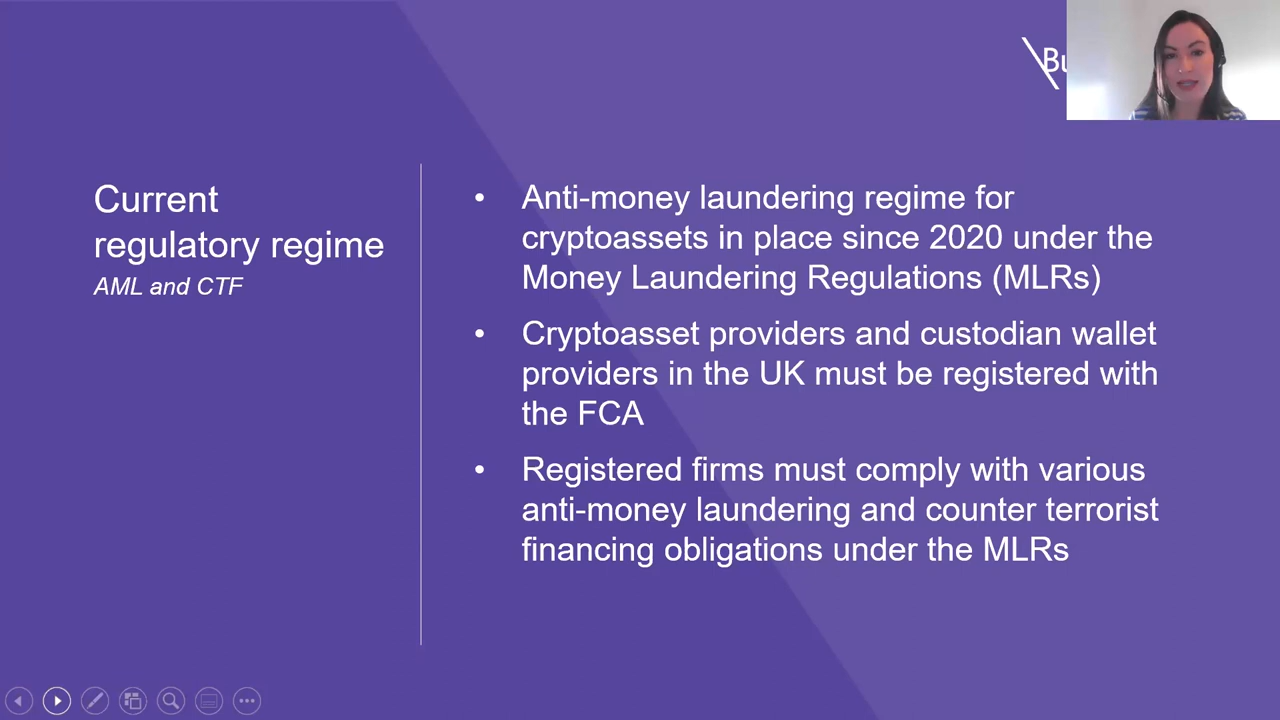 Bu
Current
regulatory regime
AML and CTF
• Anti-money laundering regime for
cryptoassets in place since 2020 under the
Money Laundering Regulations (MLRs)
• Cryptoasset providers and custodian wallet
providers in the UK must be registered with
the FCA
• Registered firms must comply with various
anti-money laundering and counter terrorist
financing obligations under the MLRs